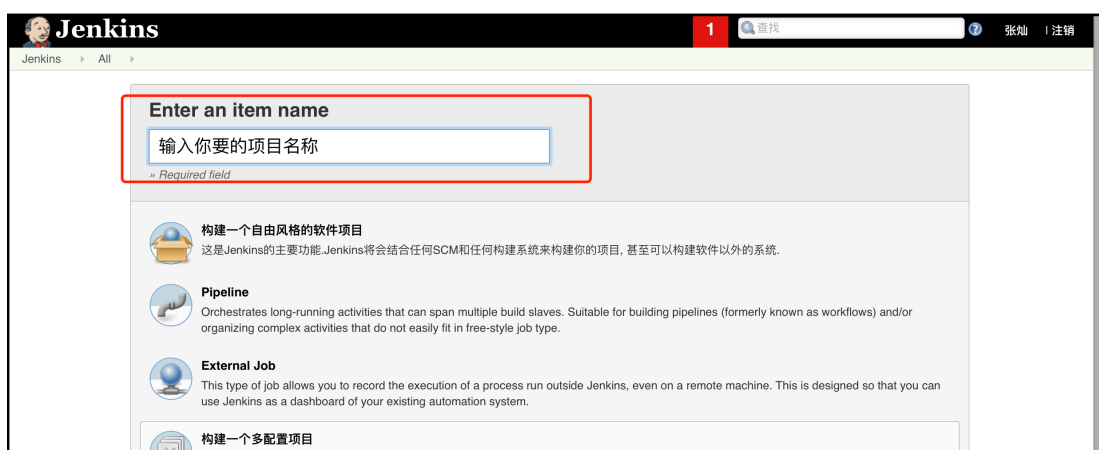 Jenkins
1
查找
张灿
注销
Jenkins
All
Enter an item name
输入你要的项目名称
» Required field
构建一个自由风格的软件项目
这是Jenkins的主要功能.Jenkins将会结合任何SCM和任何构建系统来构建你的项目, 甚至可以构建软件以外的系统.
Pipeline
Orchestrates long-running activities that can span multiple build slaves. Suitable for building pipelines (formerly known as workflows) and/or
organizing complex activities that do not easily fit in free-style job type.
External Job
This type of job allows you to record the execution of a process run outside Jenkins, even on a remote machine. This is designed so that you can
use Jenkins as a dashboard of your existing automation system.
构建一个多配置项目